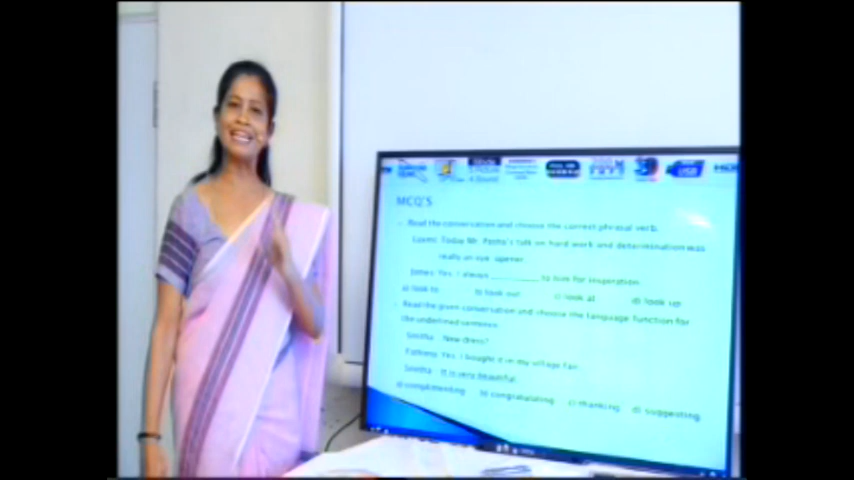 MCQ'S
Read the conversation and choose the correct phrasal verb.
Laxmi: Today Mr. talk on hard work and determination was
really an eye opener.
James: Yes, I always __________ to him for inspiration.
a) look to b) look out c) look at d) look up
Read the given conversation and choose the language function for
the underlined sentence.
Smitha: New dress?
Yes, I bought it in my village fair.
Smitha: It is very beautiful.
a) complimenting b) congratulating c) thanking d) suggesting
USB